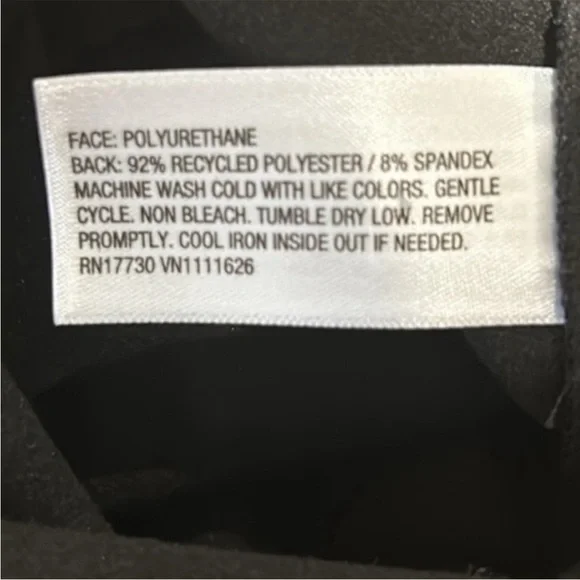 FACE: POLYURETHANE
BACK: 92% RECYCLED POLYESTER / 8% SPANDEX
MACHINE WASH COLD WITH LIKE COLORS. GENTLE
CYCLE. NON BLEACH. TUMBLE DRY LOW. REMOVE
PROMPTLY. COOL IRON INSIDE OUT IF NEEDED.
RN17730 VN1111626